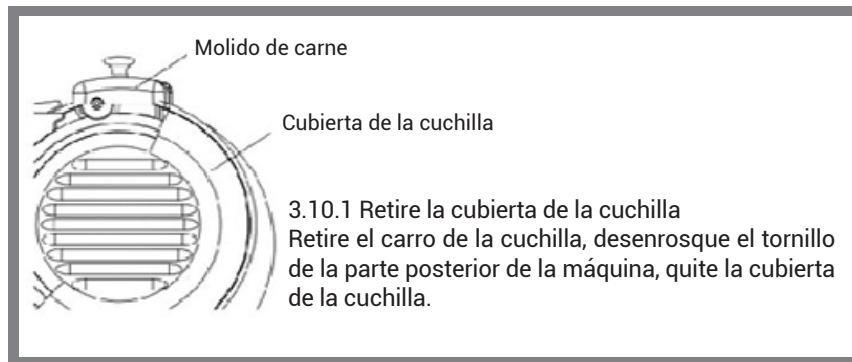 Molido de carne
Cubierta de la cuchilla
3.10.1 Retire la cubierta de la cuchilla
Retire el carro de la cuchilla, desenrosque el tornillo
de la parte posterior de la máquina, quite la cubierta
de la cuchilla.